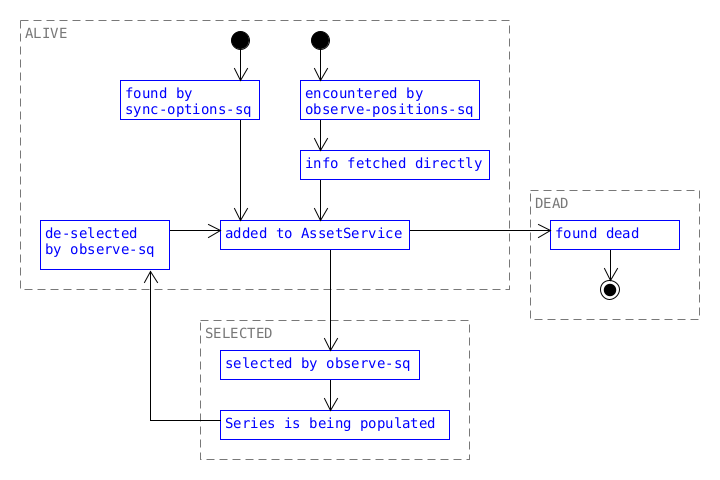 ALIVE
found by
sync-options-sq
encountered by
observe-positions-sq
info fetched directly
DEAD
de-selected
by observe-sq
added to AssetService
found dead
SELECTED
selected by observe-sq
Series is being populated